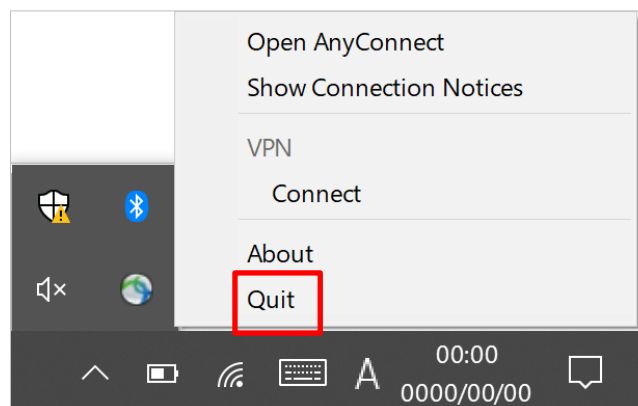 Open AnyConnect
Show Connection Notices
VPN
Connect
About
Quit
A
00:00
0000/00/00